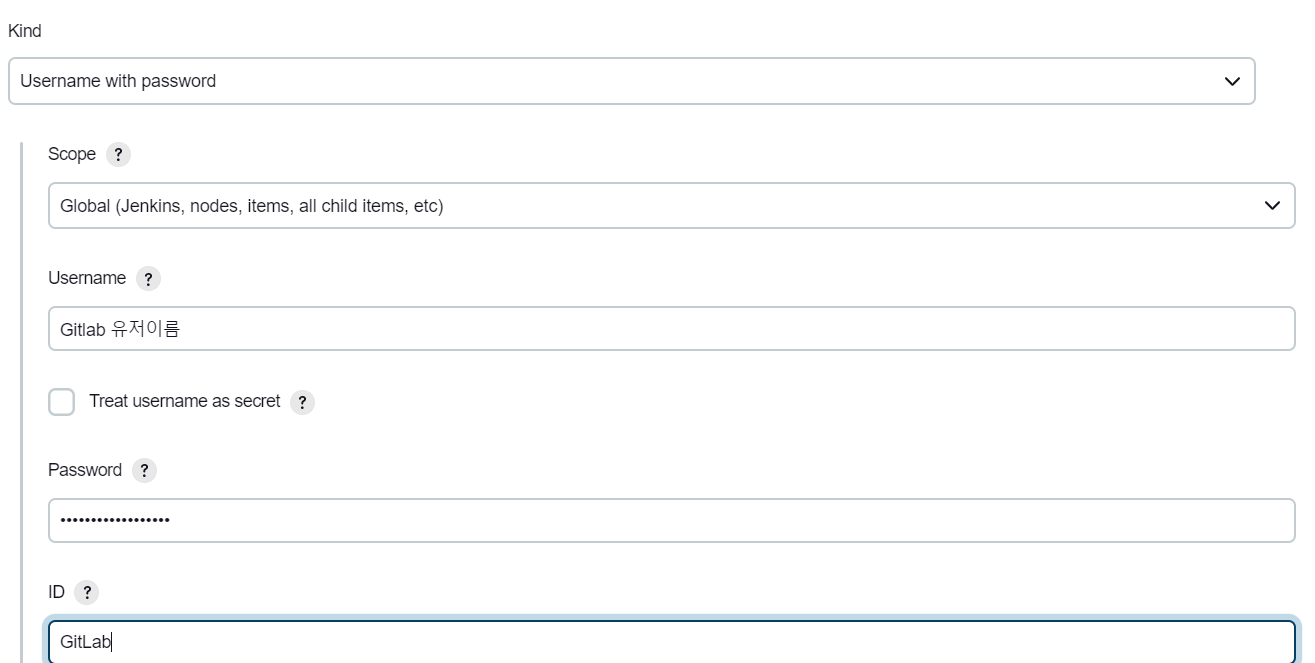 Kind
Username with password
Scope ?
Global (Jenkins, nodes, items, all child items, etc)
Username ?
Gitlab 유저이름
Treat username as secret ?
Password ?
••••••••••••••••••
ID ?
GitLab